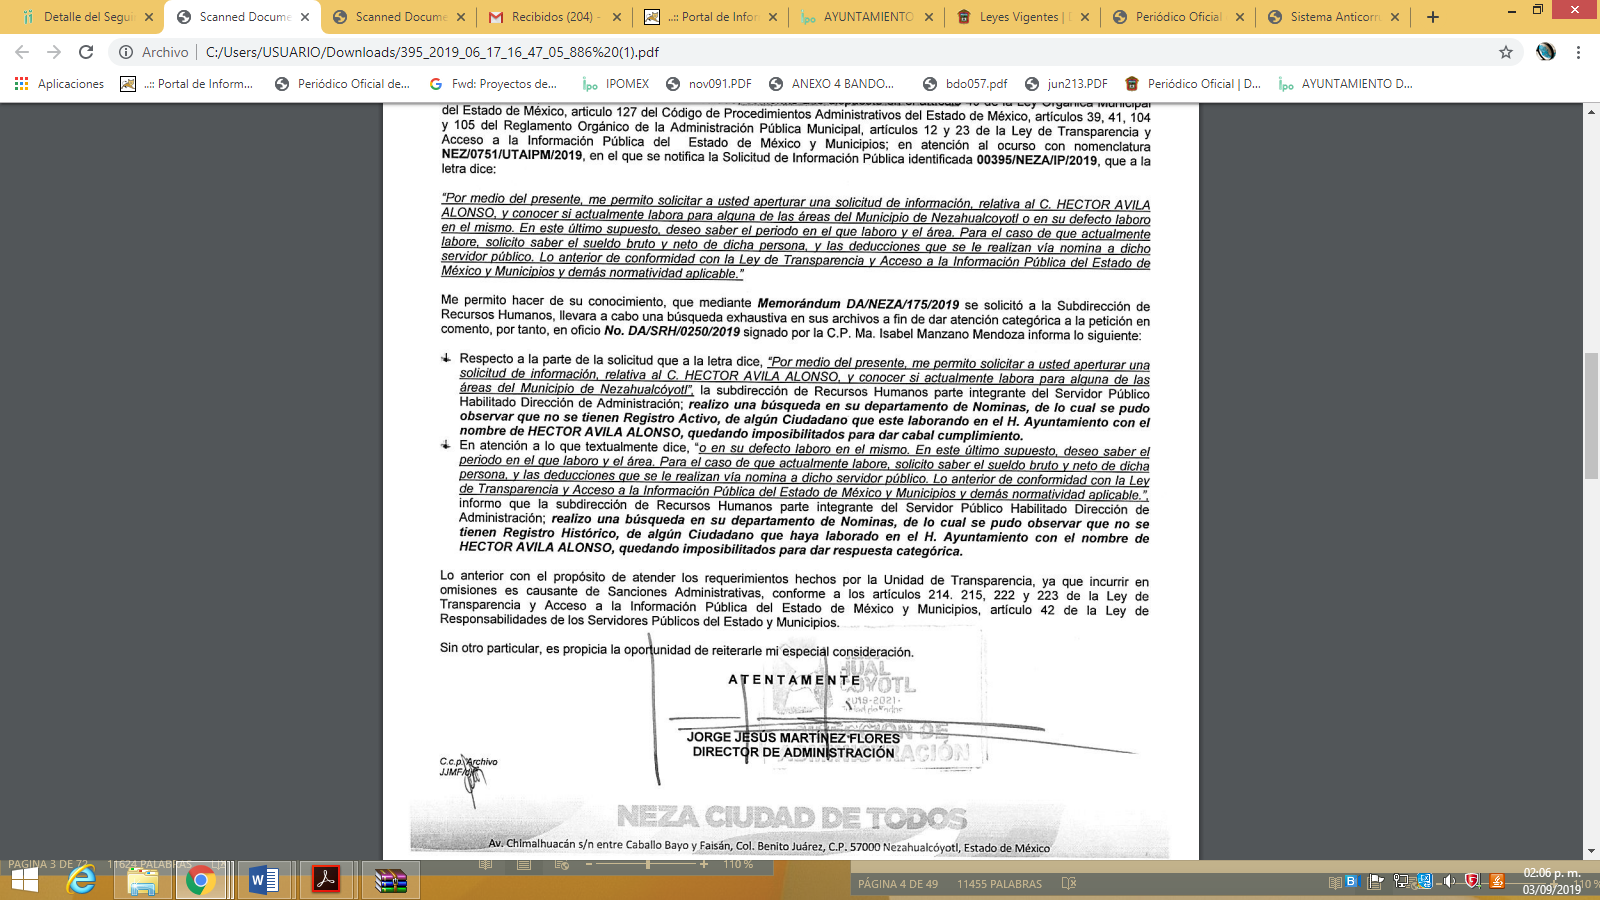 Detalle del Segui
Scanned Docume
Scanned Docume
Recibidos (204) -
..:: Portal de Infor
AYUNTAMIENTO
Leyes Vigentes |
Periódico Oficial
Sistema Anticorru
Archivo
C:/Users/USUARIO/Downloads/395_2019_06_17_16_47_05_886%20(1).pdf
Aplicaciones
..:: Portal de Inform...
Periódico Oficial de...
Fwd: Proyectos de...
IPOMEX
nov091.PDF
ANEXO 4 BANDO...
bdo057.pdf
jun213.PDF
Periódico Oficial | D...
AYUNTAMIENTO D...
de la Ley Orgánica Municipal
del Estado de México, articulo 127 del Código de Procedimientos Administrativos del Estado de México, artículos 39, 41, 104
y 105 del Reglamento Orgánico de la Administración Pública Municipal, artículos 12 y 23 de la Ley de Transparencia y
Acceso a la Información Pública del Estado de México y Municipios; en atención al ocurso con nomenclatura
NEZ/0751/UTAIPM/2019, en el que se notifica la Solicitud de Información Pública identificada 00395/NEZA/IP/2019, que a la
letra dice:
"Por medio del presente, me permito solicitar a usted aperturar una solicitud de información, relativa al C. HECTOR AVILA
ALONSO, y conocer si actualmente labora para alguna de las áreas del Municipio de Nezahualcoyotl o en su defecto laboro
en el mismo. En este último supuesto, deseo saber el periodo en el que laboro y el área. Para el caso de que actualmente
labore, solicito saber el sueldo bruto y neto de dicha persona, y las deducciones que se le realizan vía nomina a dicho
servidor público. Lo anterior de conformidad con la Ley de Transparencia y Acceso a la Información Pública del Estado de
México y Municipios y demás normatividad aplicable."
Me permito hacer de su conocimiento, que mediante Memorándum DA/NEZA/175/2019 se solicitó a la Subdirección de
Recursos Humanos, llevara a cabo una búsqueda exhaustiva en sus archivos a fin de dar atención categórica a la petición en
comento, por tanto, en oficio No. DA/SRH/0250/2019 signado por la C.P. Ma. Isabel Manzano Mendoza informa lo siguiente:
Respecto a la parte de la solicitud que a la letra dice, "Por medio del presente, me permito solicitar a usted aperturar una
solicitud de información, relativa al C. HECTOR AVILA ALONSO, y conocer si actualmente labora para alguna de las
áreas del Municipio de Nezahualcóyotl", la subdirección de Recursos Humanos parte integrante del Servidor Público
Habilitado Dirección de Administración; realizo una búsqueda en su departamento de Nominas, de lo cual se pudo
observar que no se tienen Registro Activo, de algún Ciudadano que este laborando en el H. Ayuntamiento con el
nombre de HECTOR AVILA ALONSO, quedando imposibilitados para dar cabal cumplimiento.
En atención a lo que textualmente dice, "o en su defecto laboro en el mismo. En este último supuesto, deseo saber el
periodo en el que laboro y el área. Para el caso de que actualmente labore, solicito saber el sueldo bruto y neto de dicha
persona, y las deducciones que se le realizan vía nomina a dicho servidor público. Lo anterior de conformidad con la Ley
de Transparencia y Acceso a la Información Pública del Estado de México y Municipios y demás normatividad aplicable.",
informo que la subdirección de Recursos Humanos parte integrante del Servidor Público Habilitado Dirección de
Administración; realizo una búsqueda en su departamento de Nominas, de lo cual se pudo observar que no se
tienen Registro Histórico, de algún Ciudadano que haya laborado en el H. Ayuntamiento con el nombre de
HECTOR AVILA ALONSO, quedando imposibilitados para dar respuesta categórica.
Lo anterior con el propósito de atender los requerimientos hechos por la Unidad de Transparencia, ya que incurrir en
omisiones es causante de Sanciones Administrativas, conforme a los artículos 214. 215, 222 y 223 de la Ley de
Transparencia y Acceso a la Información Pública del Estado de México y Municipios, artículo 42 de la Ley de
Responsabilidades de los Servidores Públicos del Estado y Municipios.
Sin otro particular, es propicia la oportunidad de reiterarle mi especial consideración.
A T E N T A M E N T E
2019-2021
DIRECCIÓN DE
ADMINISTRACIÓN
JORGE JESÚS MARTÍNEZ FLORES
DIRECTOR DE ADMINISTRACIÓN
C.c.p. Archivo
JJMF/
NEZA CIUDAD DE TODOS
Av. Chimalhuacán s/n entre Caballo Bayo y Faisán, Col. Benito Juárez, C.P. 57000 Nezahualcóyotl, Estado de México
PÁGINA 3 DE 72
11624 PALABRAS
110 %
PÁGINA 4 DE 49
11455 PALABRAS
110 %
02:06 p. m.
03/09/2019